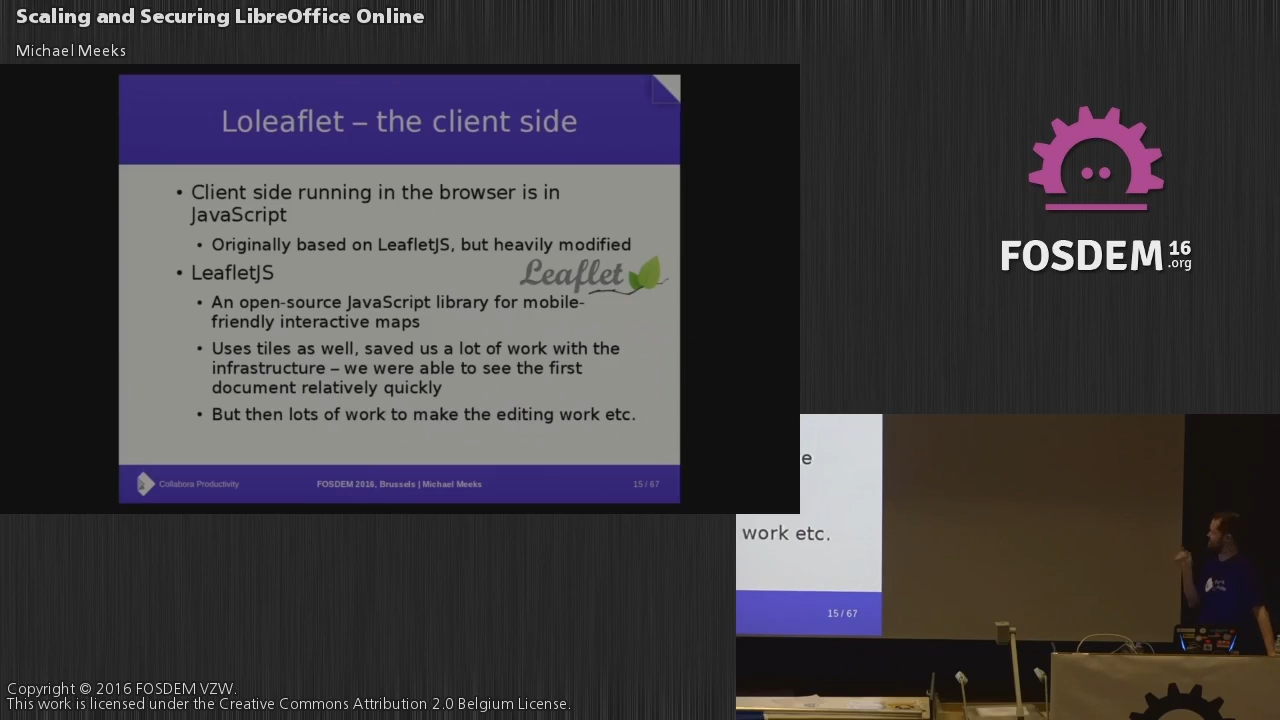 Scaling and Securing LibreOffice Online
Michael Meeks
Loleaflet – the client side
• Client side running in the browser is in
JavaScript
• Originally based on LeafletJS, but heavily modified
• LeafletJS
Leaflet
• An open-source JavaScript library for mobile-
friendly interactive maps
• Uses tiles as well, saved us a lot of work with the
infrastructure – we were able to see the first
document relatively quickly
• But then lots of work to make the editing work etc.
Collabora Productivity
FOSDEM 2016, Brussels | Michael Meeks
15 / 67
FOSDEM 16
.org
e
work etc.
15 / 67
Copyright © 2016 FOSDEM VZW.
This work is licensed under the Creative Commons Attribution 2.0 Belgium License.